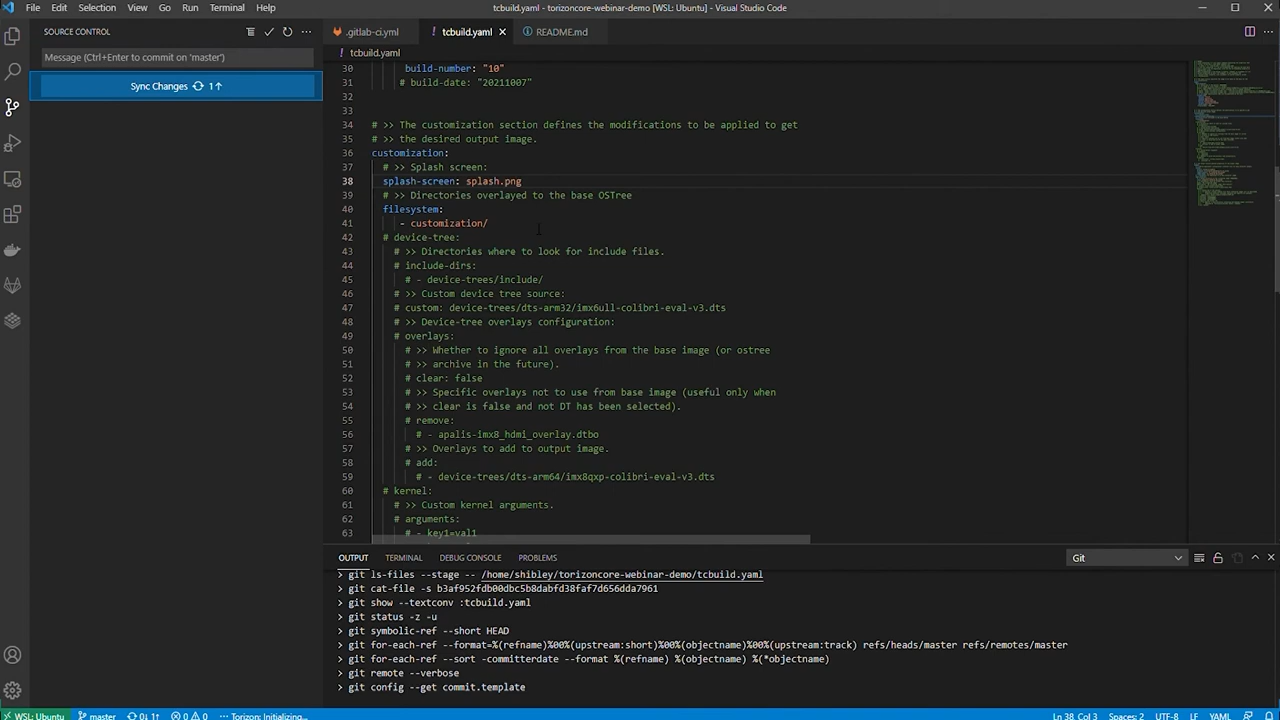 File Edit Selection View Go Run Terminal Help
tcbuild.yaml - torizoncore-webinar-demo [WSL: Ubuntu] - Visual Studio Code
SOURCE CONTROL
Message (Ctrl+Enter to commit on 'master')
Sync Changes 1↑
.gitlab-ci.yml
tcbuild.yaml
README.md
tcbuild.yaml
30 build-number: "10"
31 # build-date: "20211007"
32
33
34 # >> The customization section defines the modifications to be applied to get
35 # >> the desired output image.
36 customization:
37 # >> Splash screen:
38 splash-screen: splash.png
39 # >> Directories overlayed to the base OSTree
40 filesystem:
41 - customization/
42 # device-tree:
43 # >> Directories where to look for include files.
44 # include-dirs:
45 # - device-trees/include/
46 # >> Custom device tree source:
47 # custom: device-trees/dts-arm32/imx6ull-colibri-eval-v3.dts
48 # >> Device-tree overlays configuration:
49 # overlays:
50 # >> Whether to ignore all overlays from the base image (or ostree
51 # >> archive in the future).
52 # clear: false
53 # >> Specific overlays not to use from base image (useful only when
54 # >> clear is false and not DT has been selected).
55 # remove:
56 # - apalis-imx8_hdmi_overlay.dtbo
57 # >> Overlays to add to output image.
58 # add:
59 # - device-trees/dts-arm64/imx8qxp-colibri-eval-v3.dts
60 # kernel:
61 # >> Custom kernel arguments.
62 # arguments:
63 # - key1=val1
OUTPUT TERMINAL DEBUG CONSOLE PROBLEMS
Git
> git ls-files --stage -- /home/shibley/torizoncore-webinar-demo/tcbuild.yaml
> git cat-file -s b3af952fdb00dbc5b8dabfd38faf7d656dda7961
> git show --textconv :tcbuild.yaml
> git status -z -u
> git symbolic-ref --short HEAD
> git for-each-ref --format=%(refname)%00%(upstream:short)%00%(objectname)%00%(upstream:track) refs/heads/master refs/remotes/master
> git for-each-ref --sort -committerdate --format %(refname) %(objectname) %(*objectname)
> git remote --verbose
> git config --get commit.template
WSL: Ubuntu master 0↓ 1↑ 0 0 Torizon: Initializing... Ln 38, Col 3 Spaces: 2 UTF-8 LF YAML